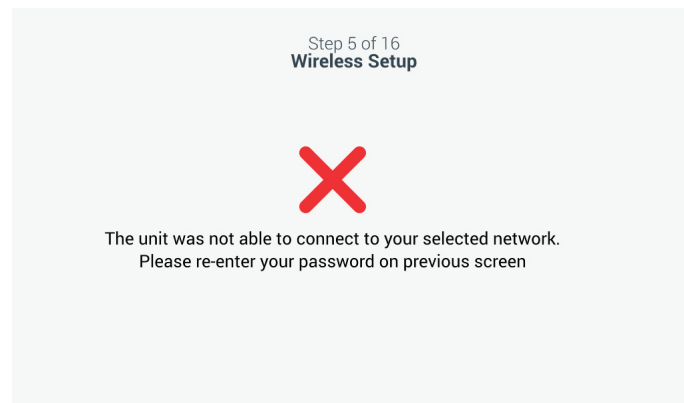 Step 5 of 16
Wireless Setup
The unit was not able to connect to your selected network.
Please re-enter your password on previous screen